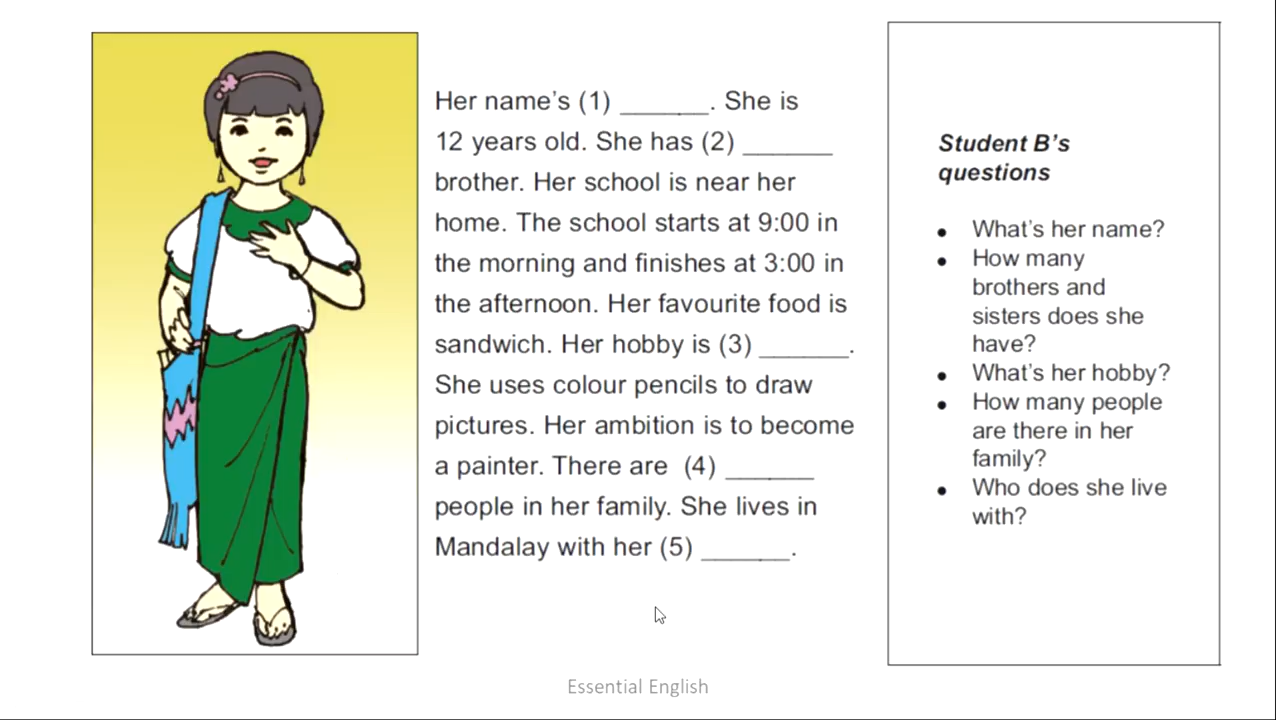 Her name's (1) ______. She is
12 years old. She has (2) ______
brother. Her school is near her
home. The school starts at 9:00 in
the morning and finishes at 3:00 in
the afternoon. Her favourite food is
sandwich. Her hobby is (3) ______.
She uses colour pencils to draw
pictures. Her ambition is to become
a painter. There are (4) ______
people in her family. She lives in
Mandalay with her (5) ______.
Student B's
questions
• What's her name?
• How many
brothers and
sisters does she
have?
• What's her hobby?
• How many people
are there in her
family?
• Who does she live
with?
Essential English